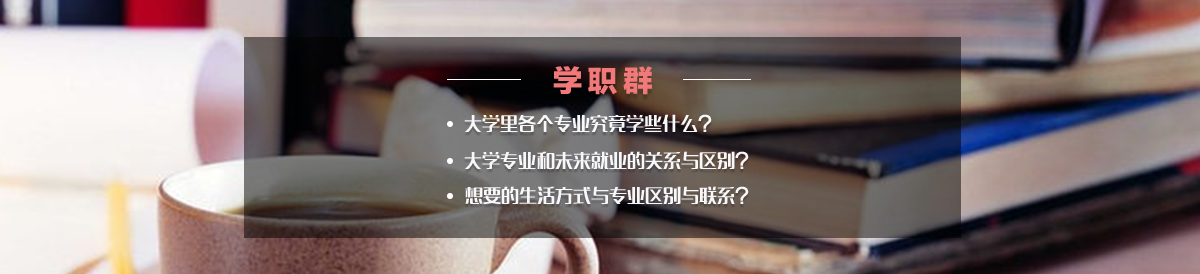 学职群
• 大学里各个专业究竟学些什么？
• 大学专业和未来就业的关系与区别？
• 想要的生活方式与专业区别与联系？